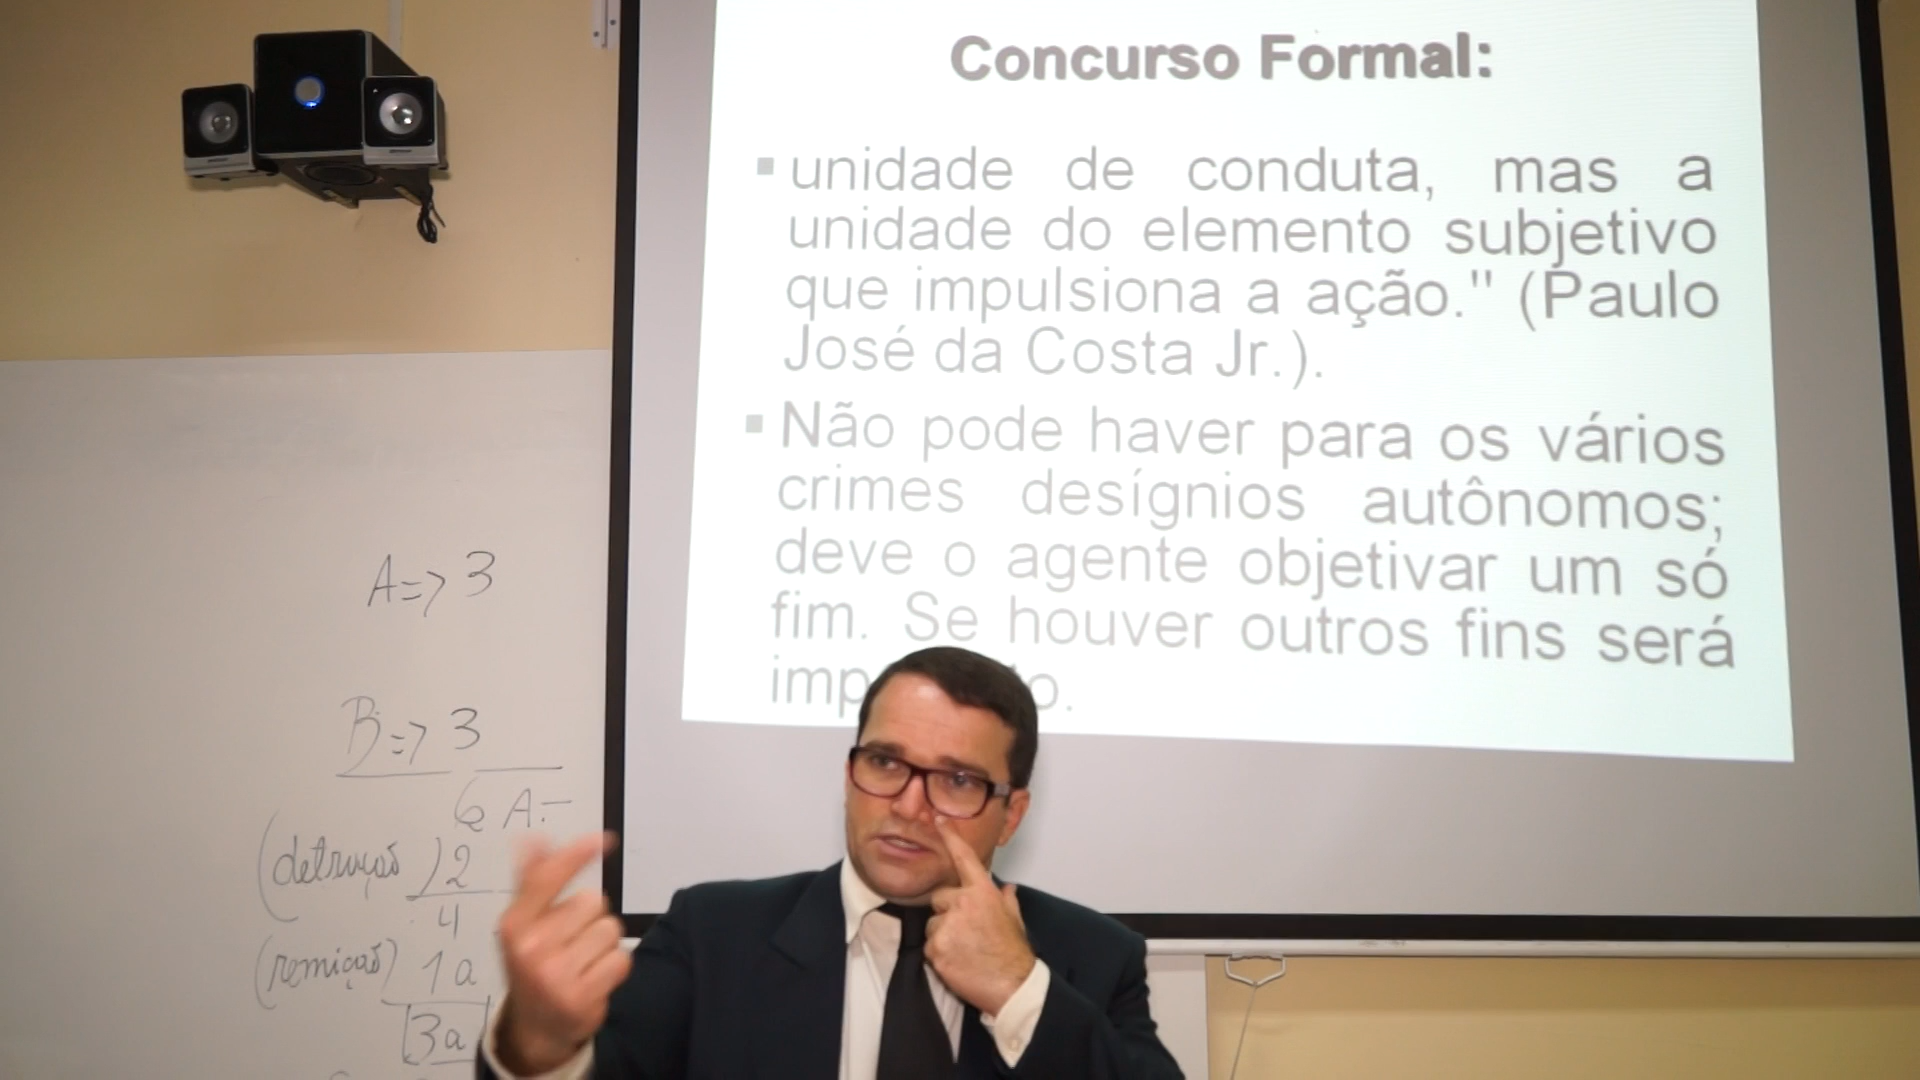 Concurso Formal:
unidade de conduta, mas a
unidade do elemento subjetivo
que impulsiona a ação." (Paulo
José da Costa Jr.).
Não pode haver para os vários
crimes desígnios autônomos;
deve o agente objetivar um só
fim. Se houver outros fins será
A => 3
B => 3
6 A.-
(detração) 2
4
(remição) 1 a
3a